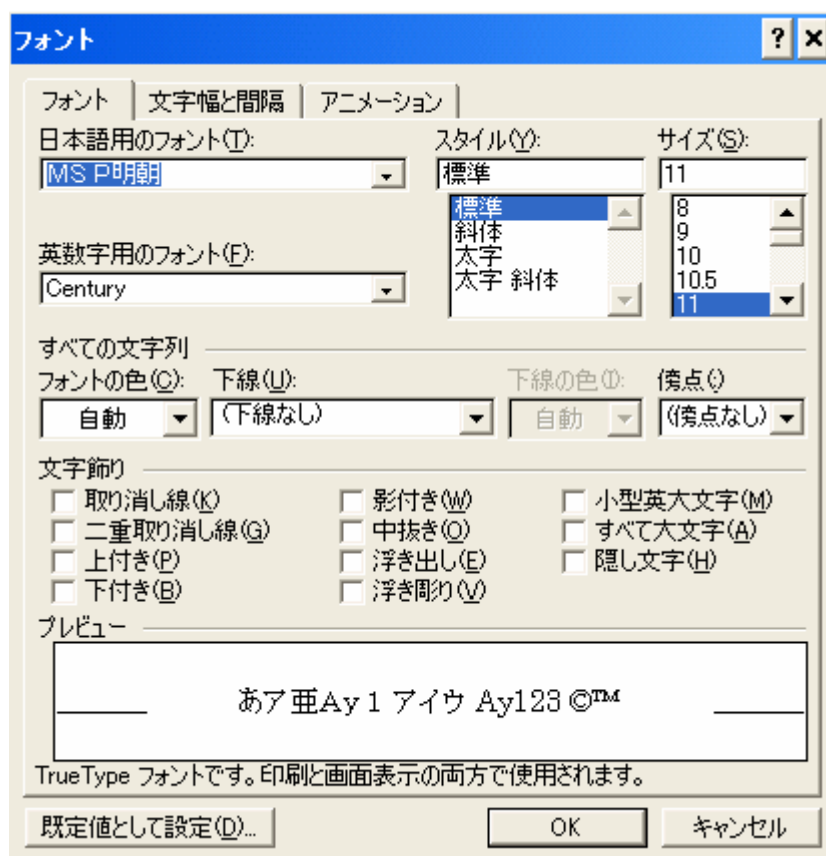 フォント
フォント 文字幅と間隔 アニメーション
日本語用のフォント(T): スタイル(Y): サイズ(S):
MS P明朝 標準 11
標準 8
斜体 9
太字 10
太字 斜体 10.5
11
英数字用のフォント(F):
Century
すべての文字列
フォントの色(C): 下線(U): 下線の色(I): 傍点(:)
自動 (下線なし) 自動 (傍点なし)
文字飾り
取り消し線(K) 影付き(W) 小型英大文字(M)
二重取り消し線(G) 中抜き(O) すべて大文字(A)
上付き(P) 浮き出し(E) 隠し文字(H)
下付き(B) 浮き彫り(V)
プレビュー
あア亜Ay1アイウ Ay123©™
TrueType フォントです。印刷と画面表示の両方で使用されます。
既定値として設定(D)... OK キャンセル